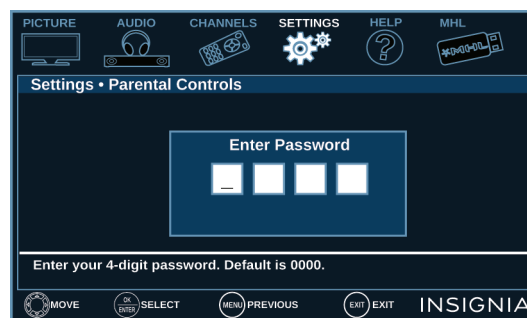 PICTURE AUDIO CHANNELS SETTINGS HELP MHL
MHL
Settings • Parental Controls
Enter Password
_
Enter your 4-digit password. Default is 0000.
OK ENTER MENU EXIT
MOVE SELECT PREVIOUS EXIT INSIGNIA